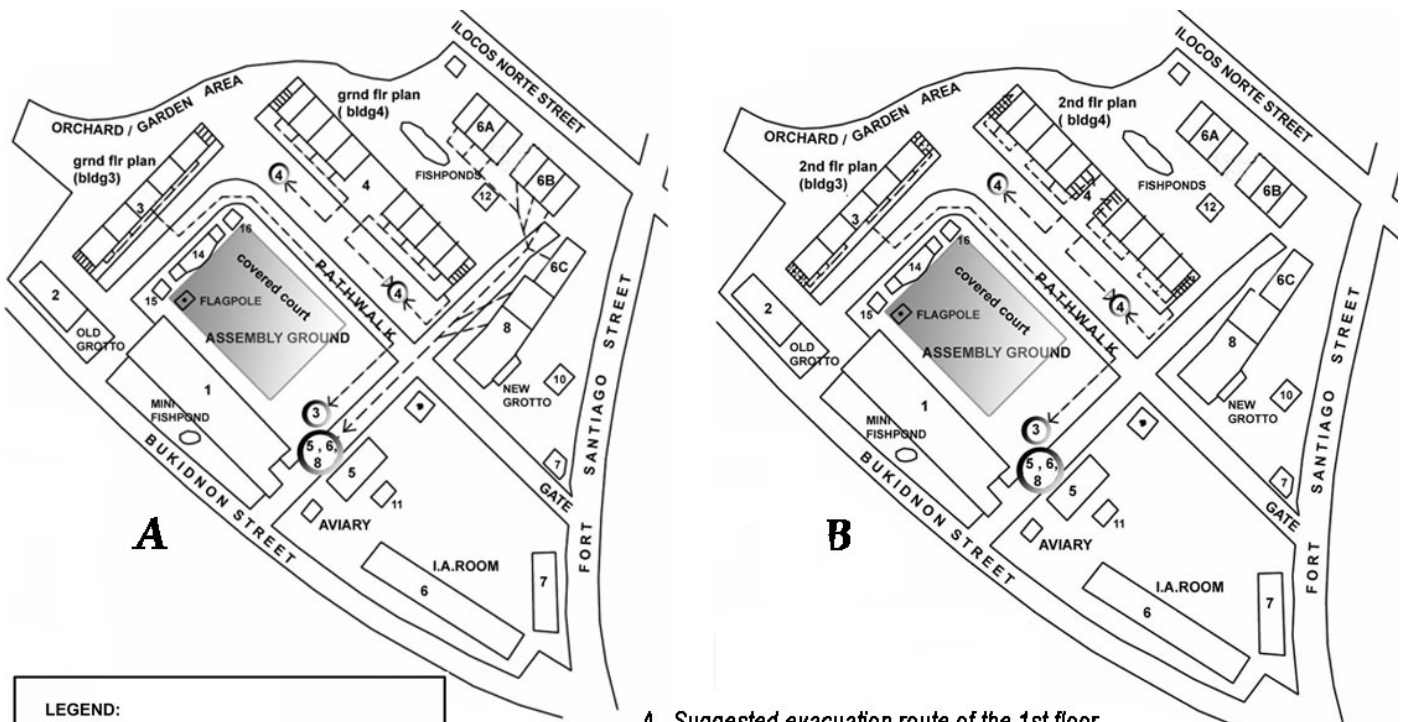 ILOCOS NORTE STREET
ORCHARD / GARDEN AREA
grnd flr plan
( bldg4)
grnd flr plan
(bldg3)
6A
6B
6C
4
4
4
FISHPONDS
12
3
16
14
15
covered court
PATHWALK
FLAGPOLE
ASSEMBLY GROUND
2
OLD
GROTTO
1
MINI
FISHPOND
8
NEW
GROTTO
10
3
5 , 6,
8
5
11
7
GATE
AVIARY
I.A.ROOM
6
7
BUKIDNON STREET
FORT SANTIAGO STREET
A
LEGEND:
ILOCOS NORTE STREET
ORCHARD / GARDEN AREA
2nd flr plan
( bldg4)
2nd flr plan
(bldg3)
6A
6B
6C
4
4
4
FISHPONDS
12
3
16
14
15
covered court
PATHWALK
FLAGPOLE
ASSEMBLY GROUND
2
OLD
GROTTO
1
MINI
FISHPOND
8
NEW
GROTTO
10
3
5 , 6,
8
5
11
7
GATE
AVIARY
I.A.ROOM
6
7
BUKIDNON STREET
FORT SANTIAGO STREET
B
A Suggested evacuation route of the 1st floor